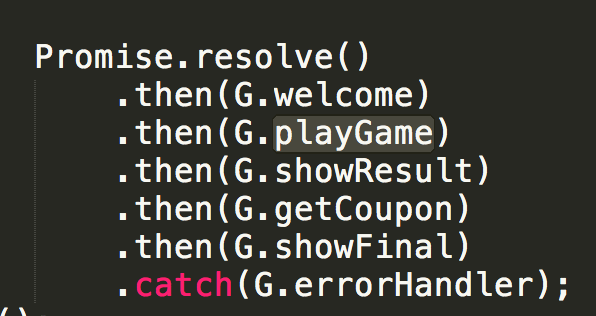 Promise.resolve()
.then(G.welcome)
.then(G.playGame)
.then(G.showResult)
.then(G.getCoupon)
.then(G.showFinal)
.catch(G.errorHandler);